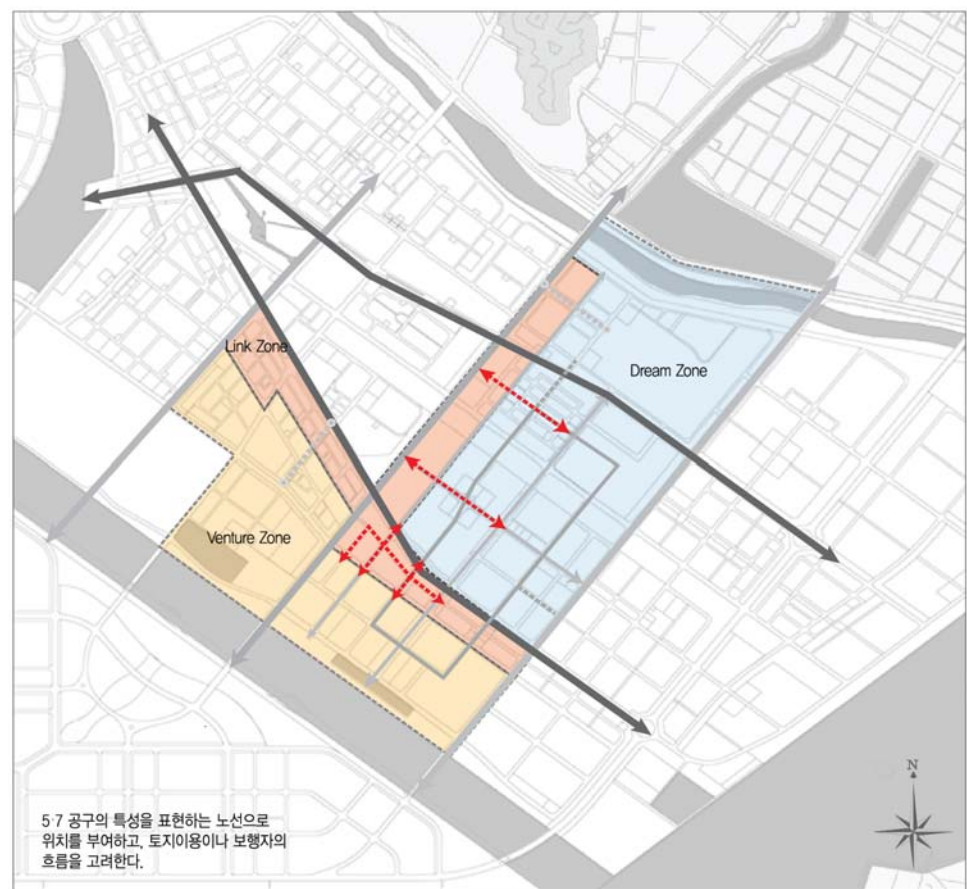 Link Zone
Dream Zone
Venture Zone
N
5·7 공구의 특성을 표현하는 노선으로
위치를 부여하고, 토지이용이나 보행자의
흐름을 고려한다.